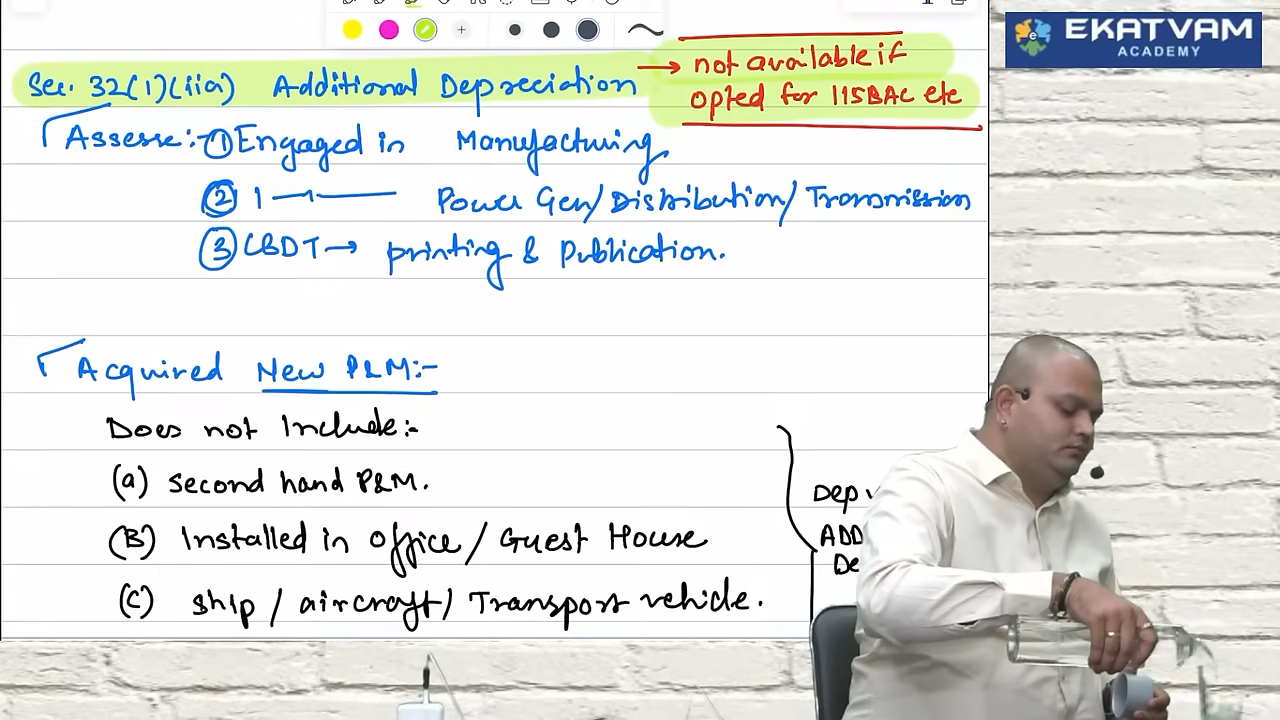 EKATVAM
ACADEMY
Sec. 32(1)(iia) Additional Depreciation → not available if
opted for 115BAC etc
Assesse:- ① Engaged in Manufacturing
② Power Gen/Distribution/Transmission
③ CBDT → printing & Publication.
Acquired New P&M:-
Does not Include:-
(a) second hand P&M.
(B) Installed in office/Guest House
(C) ship/aircraft/Transport vehicle.
Dep
ADD
De